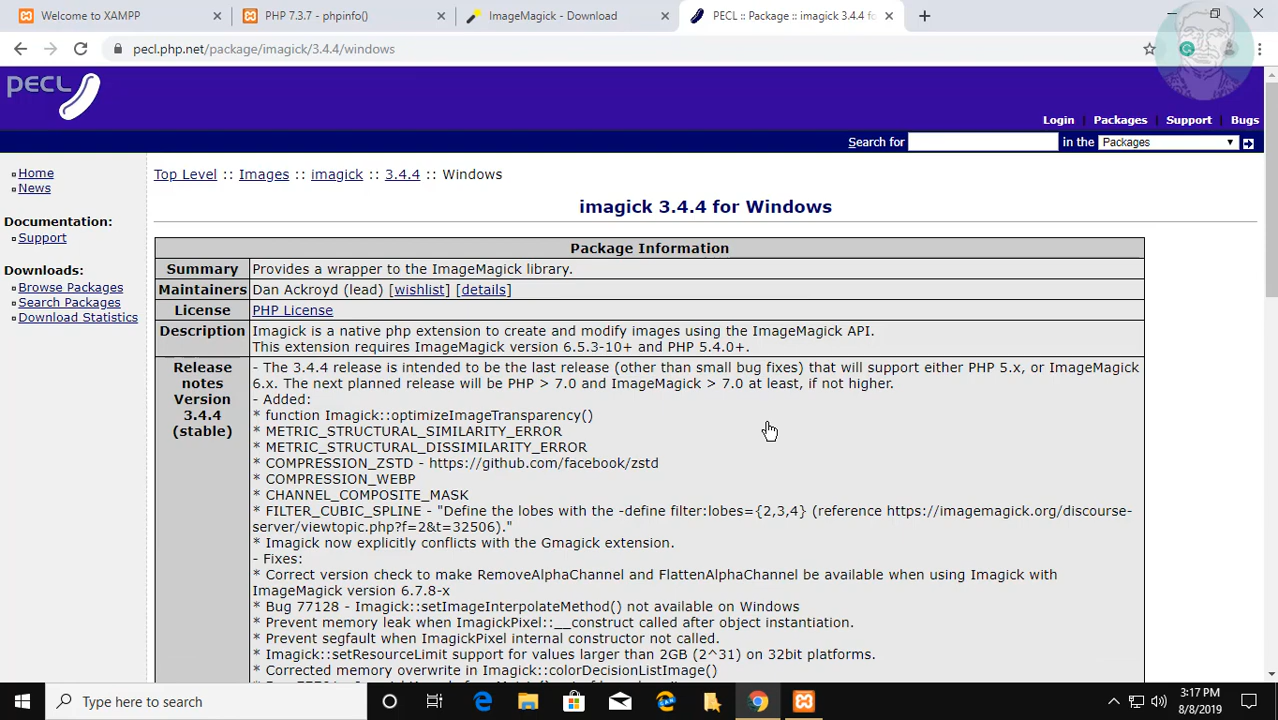 Welcome to XAMPP
PHP 7.3.7 - phpinfo()
ImageMagick - Download
PECL :: Package :: imagick 3.4.4 fo
pecl.php.net/package/imagick/3.4.4/windows
PECL
Login Packages Support Bugs
Search for in the Packages
Home
News
Documentation:
Support
Downloads:
Browse Packages
Search Packages
Download Statistics
Top Level :: Images :: imagick :: 3.4.4 :: Windows
imagick 3.4.4 for Windows
Package Information
Summary Provides a wrapper to the ImageMagick library.
Maintainers Dan Ackroyd (lead) [wishlist] [details]
License PHP License
Description Imagick is a native php extension to create and modify images using the ImageMagick API.
This extension requires ImageMagick version 6.5.3-10+ and PHP 5.4.0+.
Release notes Version 3.4.4 (stable)
- The 3.4.4 release is intended to be the last release (other than small bug fixes) that will support either PHP 5.x, or ImageMagick
6.x. The next planned release will be PHP > 7.0 and ImageMagick > 7.0 at least, if not higher.
- Added:
* function Imagick::optimizeImageTransparency()
* METRIC_STRUCTURAL_SIMILARITY_ERROR
* METRIC_STRUCTURAL_DISSIMILARITY_ERROR
* COMPRESSION_ZSTD - https://github.com/facebook/zstd
* COMPRESSION_WEBP
* CHANNEL_COMPOSITE_MASK
* FILTER_CUBIC_SPLINE - "Define the lobes with the -define filter:lobes={2,3,4} (reference https://imagemagick.org/discourse-
server/viewtopic.php?f=2&t=32506)."
* Imagick now explicitly conflicts with the Gmagick extension.
- Fixes:
* Correct version check to make RemoveAlphaChannel and FlattenAlphaChannel be available when using Imagick with
ImageMagick version 6.7.8-x
* Bug 77128 - Imagick::setImageInterpolateMethod() not available on Windows
* Prevent memory leak when ImagickPixel::__construct called after object instantiation.
* Prevent segfault when ImagickPixel internal constructor not called.
* Imagick::setResourceLimit support for values larger than 2GB (2^31) on 32bit platforms.
* Corrected memory overwrite in Imagick::colorDecisionListImage()
Type here to search
3:17 PM
8/8/2019